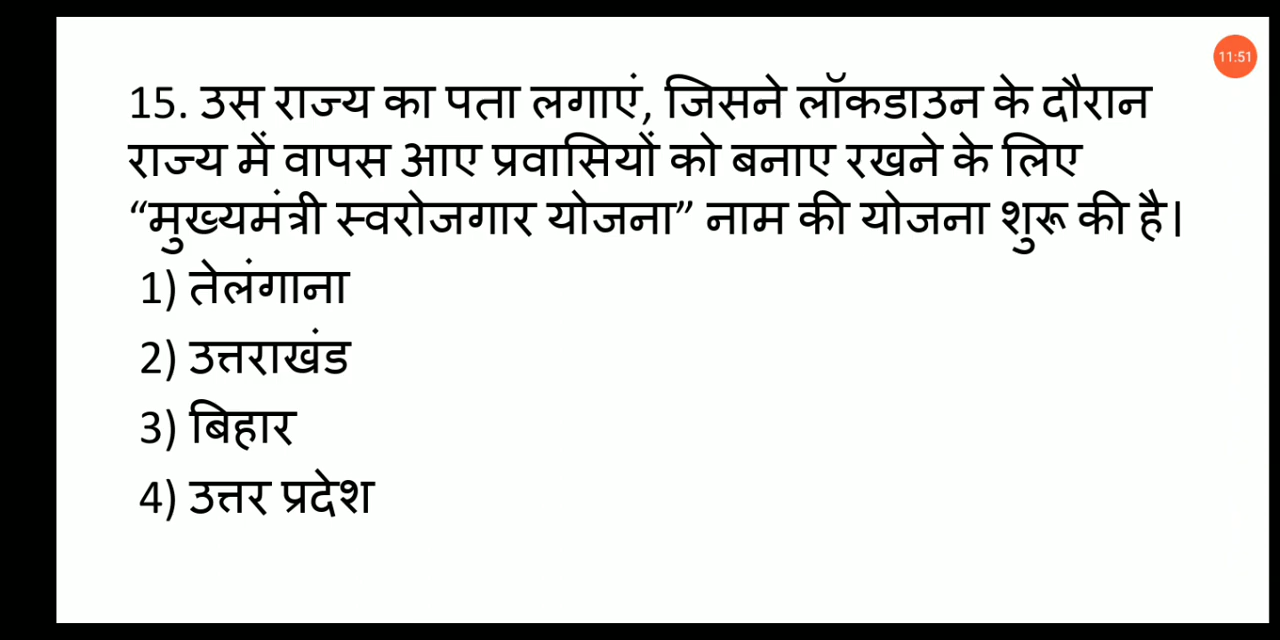 11:51
15. उस राज्य का पता लगाएं, जिसने लॉकडाउन के दौरान
राज्य में वापस आए प्रवासियों को बनाए रखने के लिए
“मुख्यमंत्री स्वरोजगार योजना” नाम की योजना शुरू की है।
1) तेलंगाना
2) उत्तराखंड
3) बिहार
4) उत्तर प्रदेश